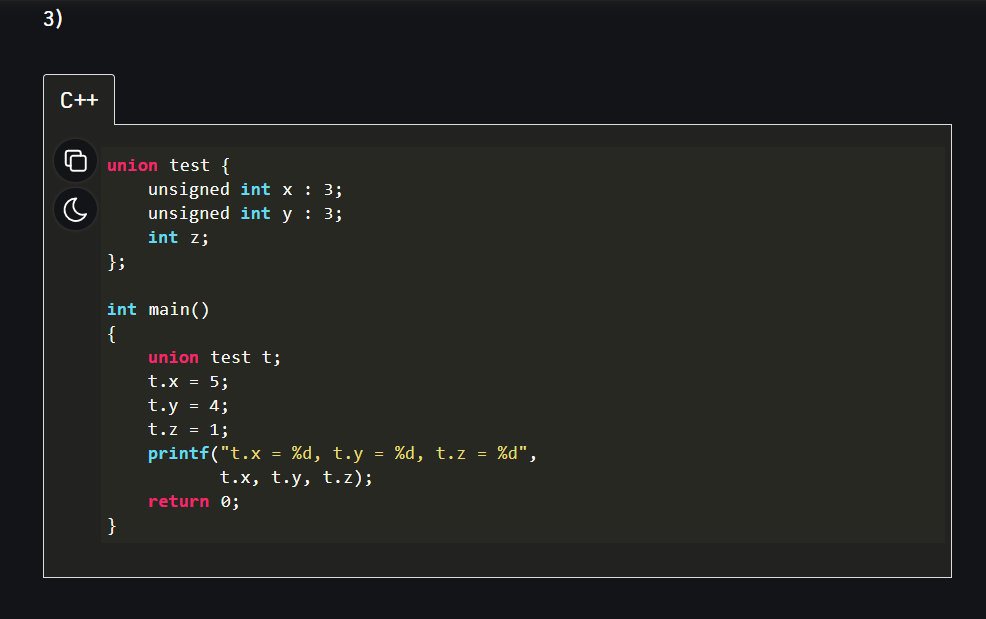 3)
C++
union test {
    unsigned int x : 3;
    unsigned int y : 3;
    int z;
};
int main()
{
    union test t;
    t.x = 5;
    t.y = 4;
    t.z = 1;
    printf("t.x = %d, t.y = %d, t.z = %d",
           t.x, t.y, t.z);
    return 0;
}